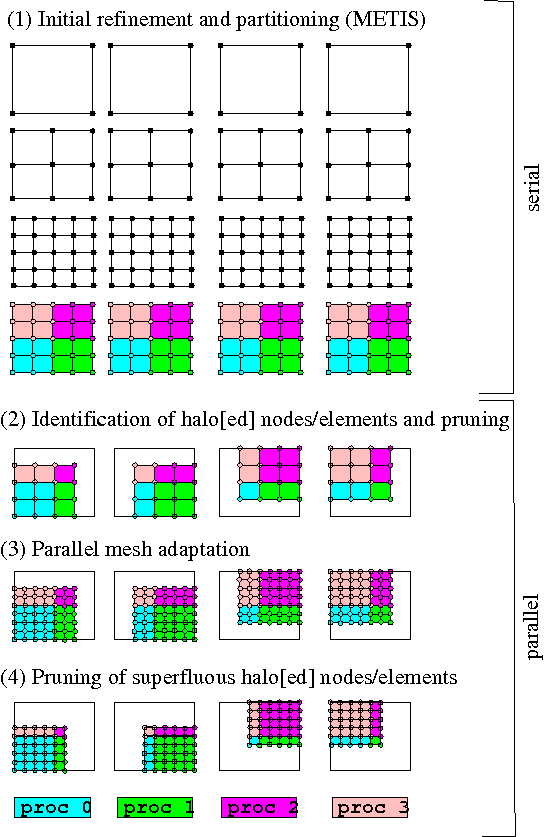 (1) Initial refinement and partitioning (METIS)
serial
(2) Identification of halo[ed] nodes/elements and pruning
(3) Parallel mesh adaptation
parallel
(4) Pruning of superfluous halo[ed] nodes/elements
proc 0 proc 1 proc 2 proc 3